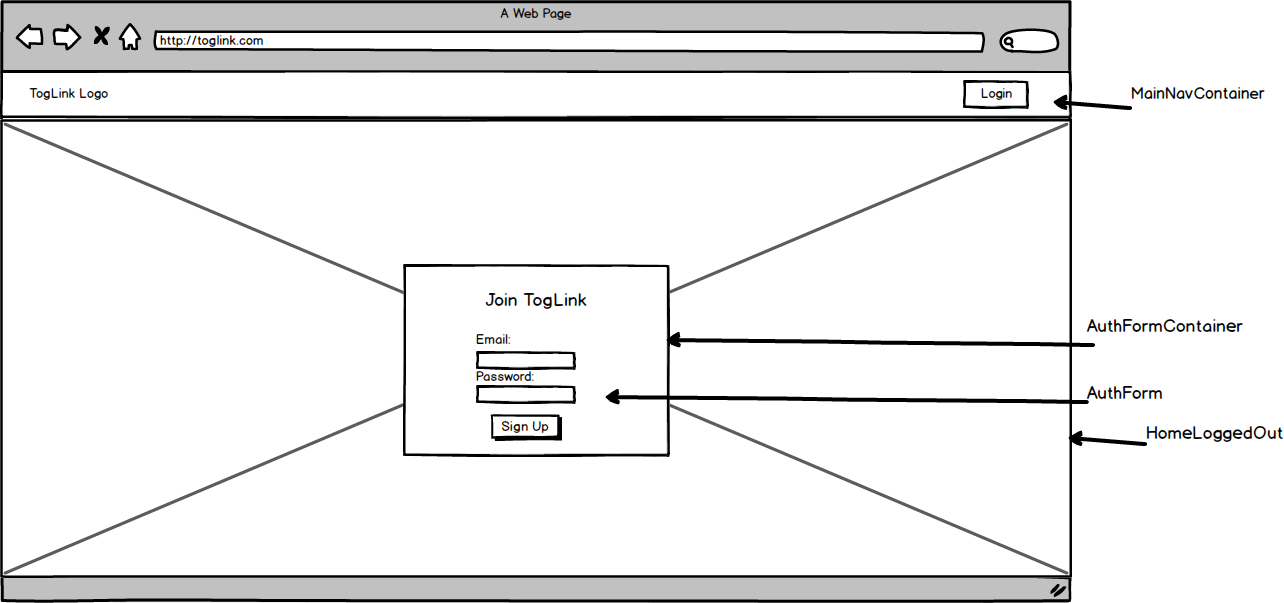 A Web Page
http://toglink.com
TogLink Logo
Login
MainNavContainer
Join TogLink
AuthFormContainer
Email:
Password:
AuthForm
Sign Up
HomeLoggedOut